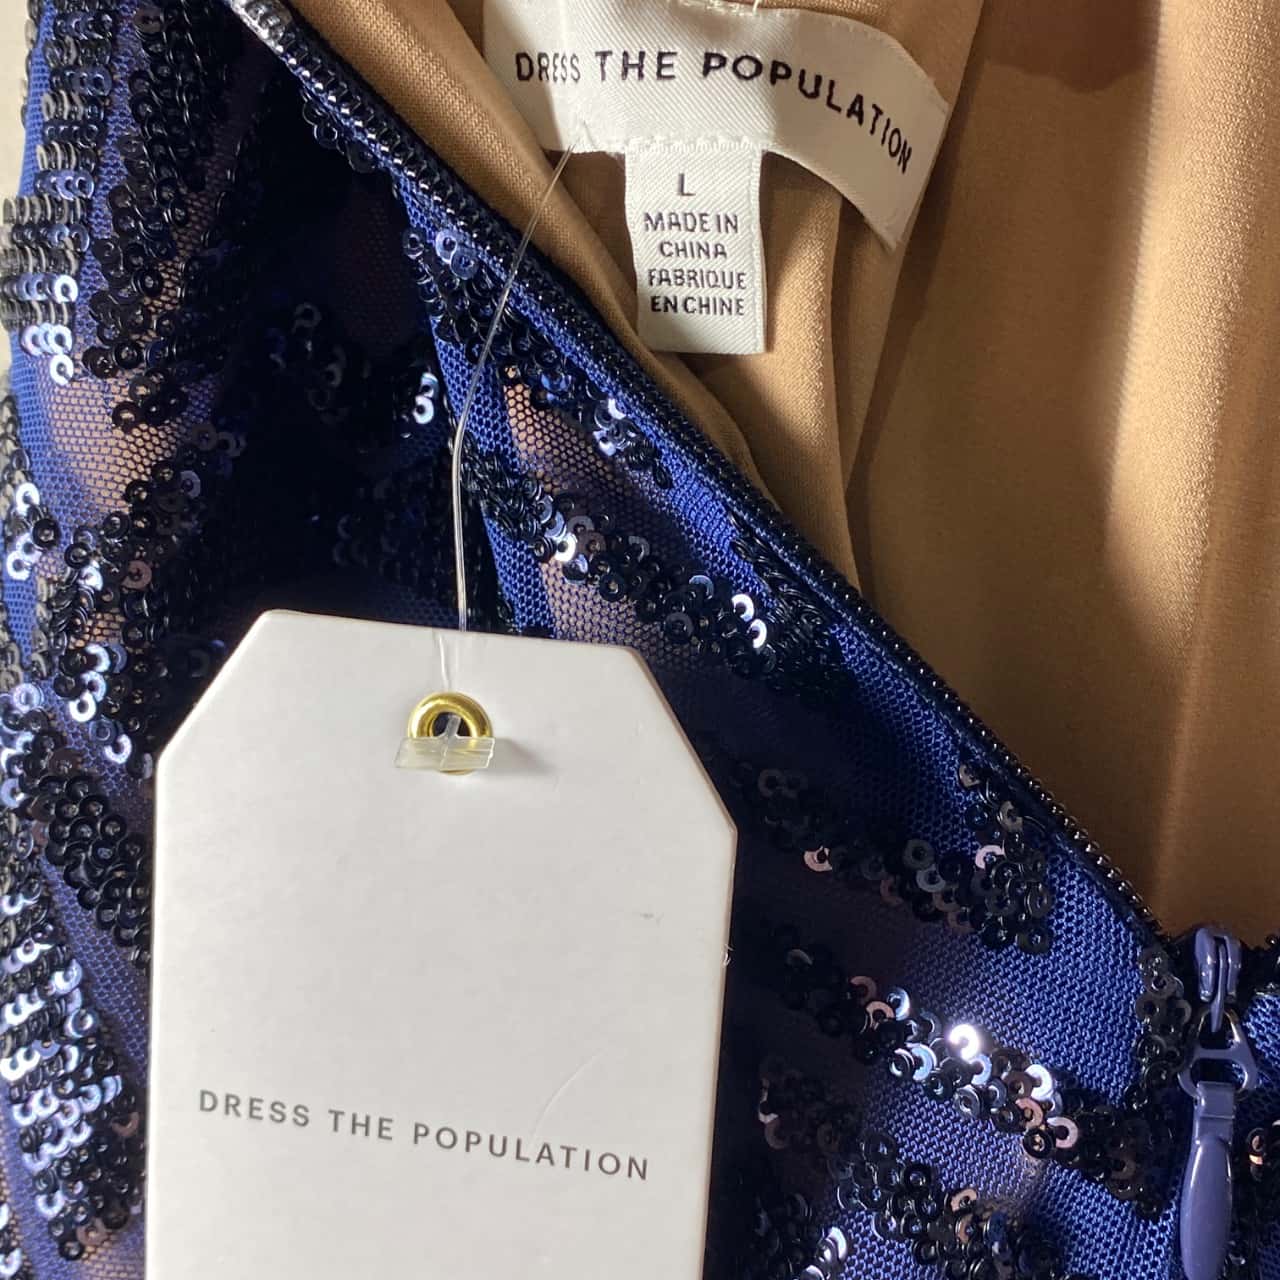 DRESS THE POPULATION
L
MADE IN
CHINA
FABRIQUE
EN CHINE
DRESS THE POPULATION